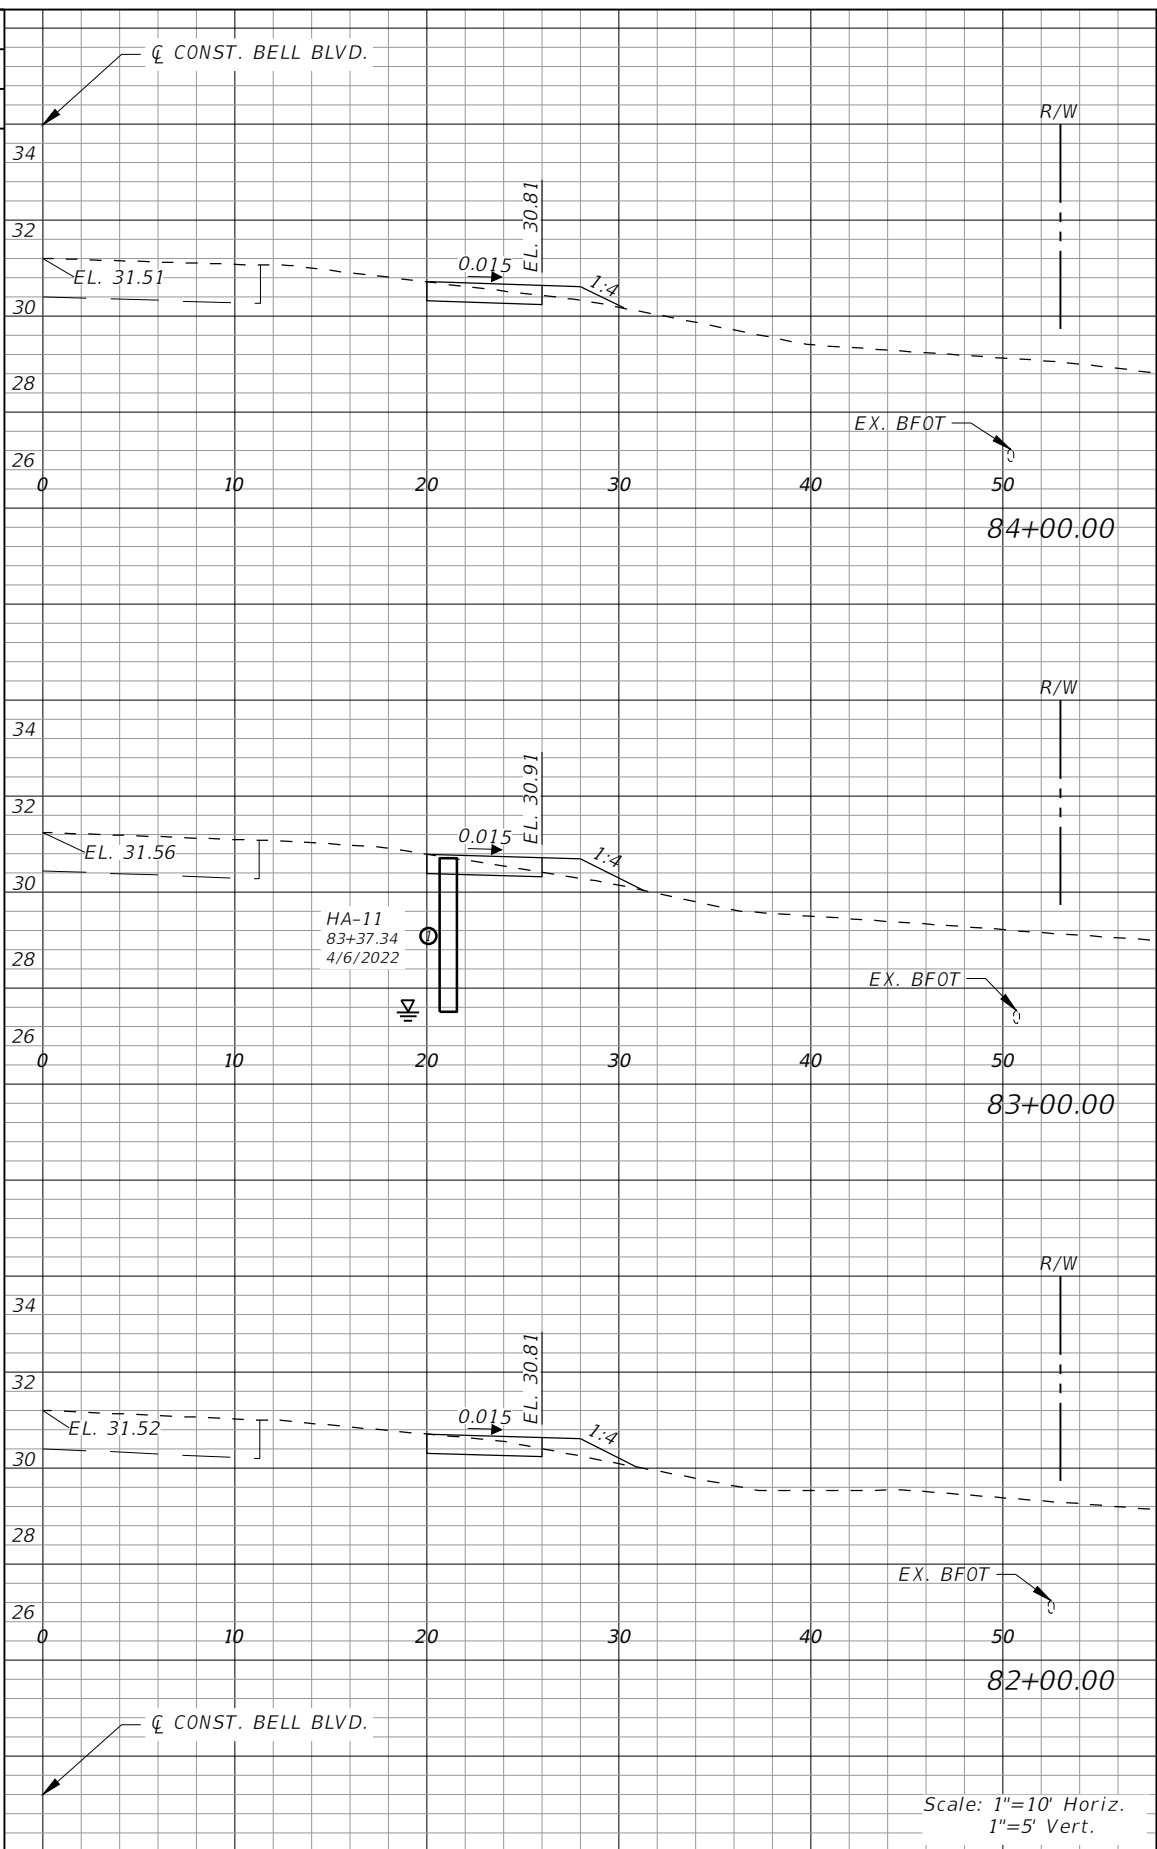 ℄ CONST. BELL BLVD.
R/W
34
32
EL. 30.81
0.015
EL. 31.51
1:4
30
28
EX. BFOT
26
0 10 20 30 40 50
84+00.00
R/W
34
32
EL. 30.91
0.015
EL. 31.56
1:4
30
HA-11
83+37.34
4/6/2022
1
28
EX. BFOT
26
0 10 20 30 40 50
83+00.00
R/W
34
32
EL. 30.81
0.015
EL. 31.52
1:4
30
28
EX. BFOT
26
0 10 20 30 40 50
82+00.00
℄ CONST. BELL BLVD.
Scale: 1"=10' Horiz.
1"=5' Vert.